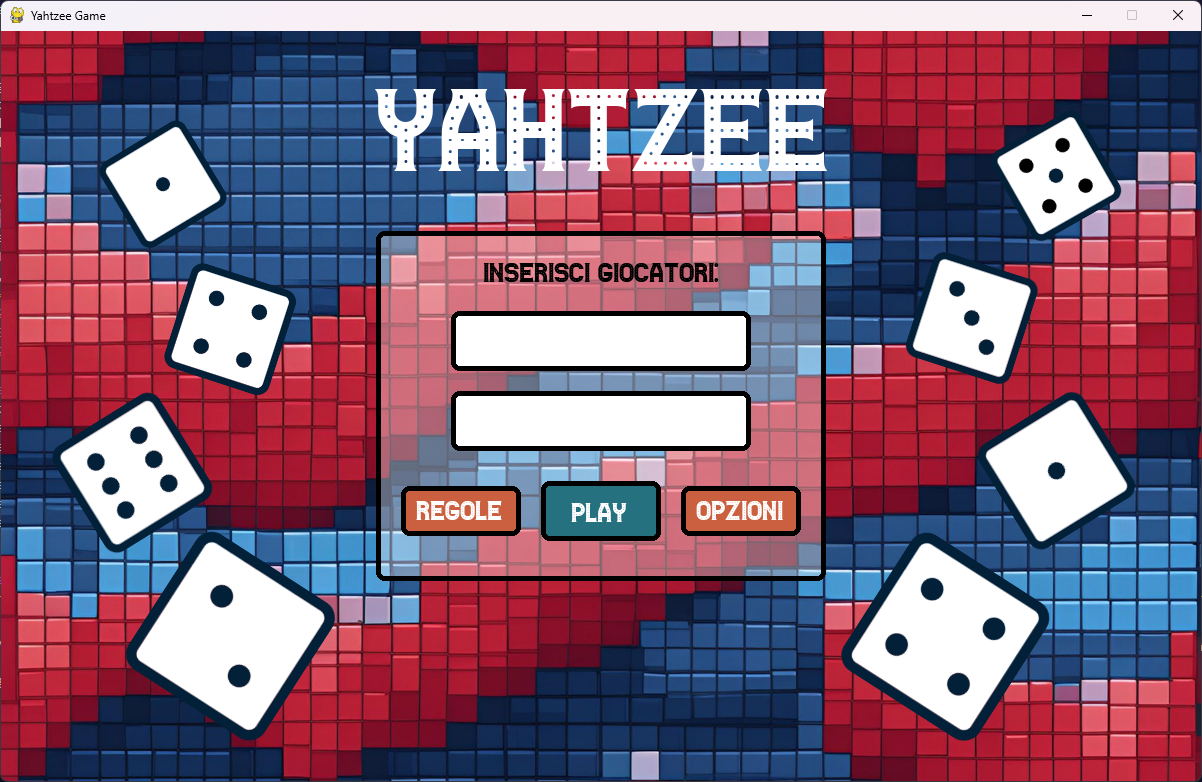 Yahtzee Game
YAHTZEE
INSERISCI GIOCATORI:
REGOLE
PLAY
OPZIONI